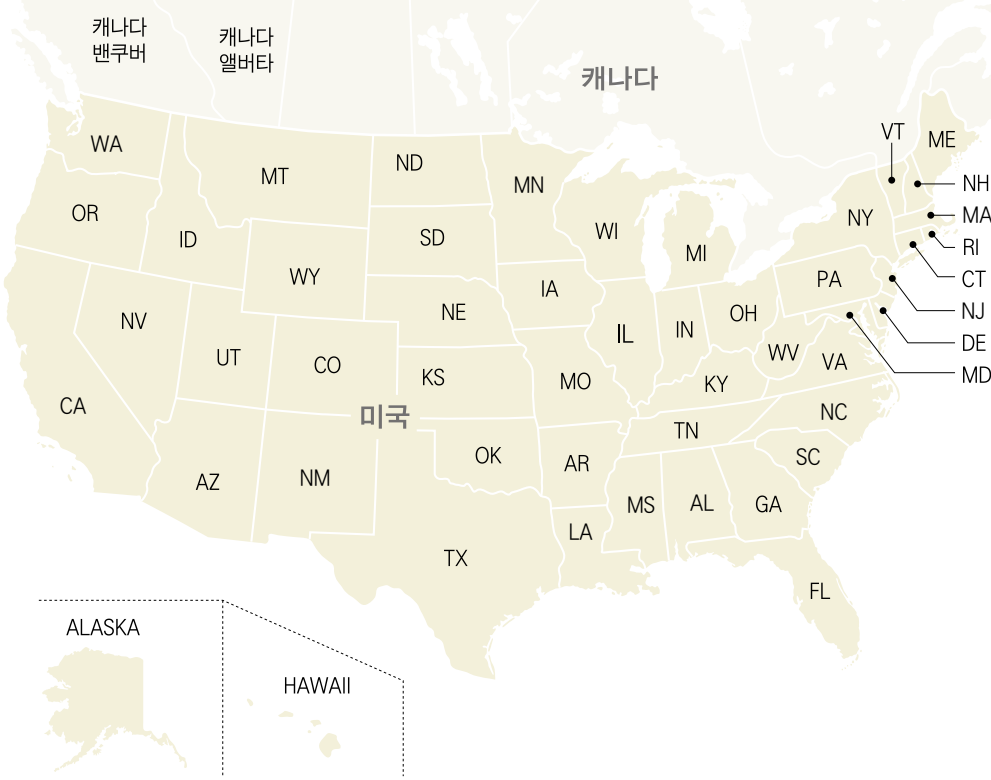 캐나다
밴쿠버
캐나다
앨버타
캐나다
VT
ME
WA
ND
MT
MN
NH
OR
MA
NY
ID
SD
WI
RI
MI
WY
CT
PA
IA
NJ
NE
OH
NV
IL
IN
DE
WV
UT
CO
VA
KS
MO
KY
MD
CA
미국
NC
TN
OK
AR
SC
AZ
NM
MS
AL
GA
LA
TX
FL
ALASKA
HAWAII